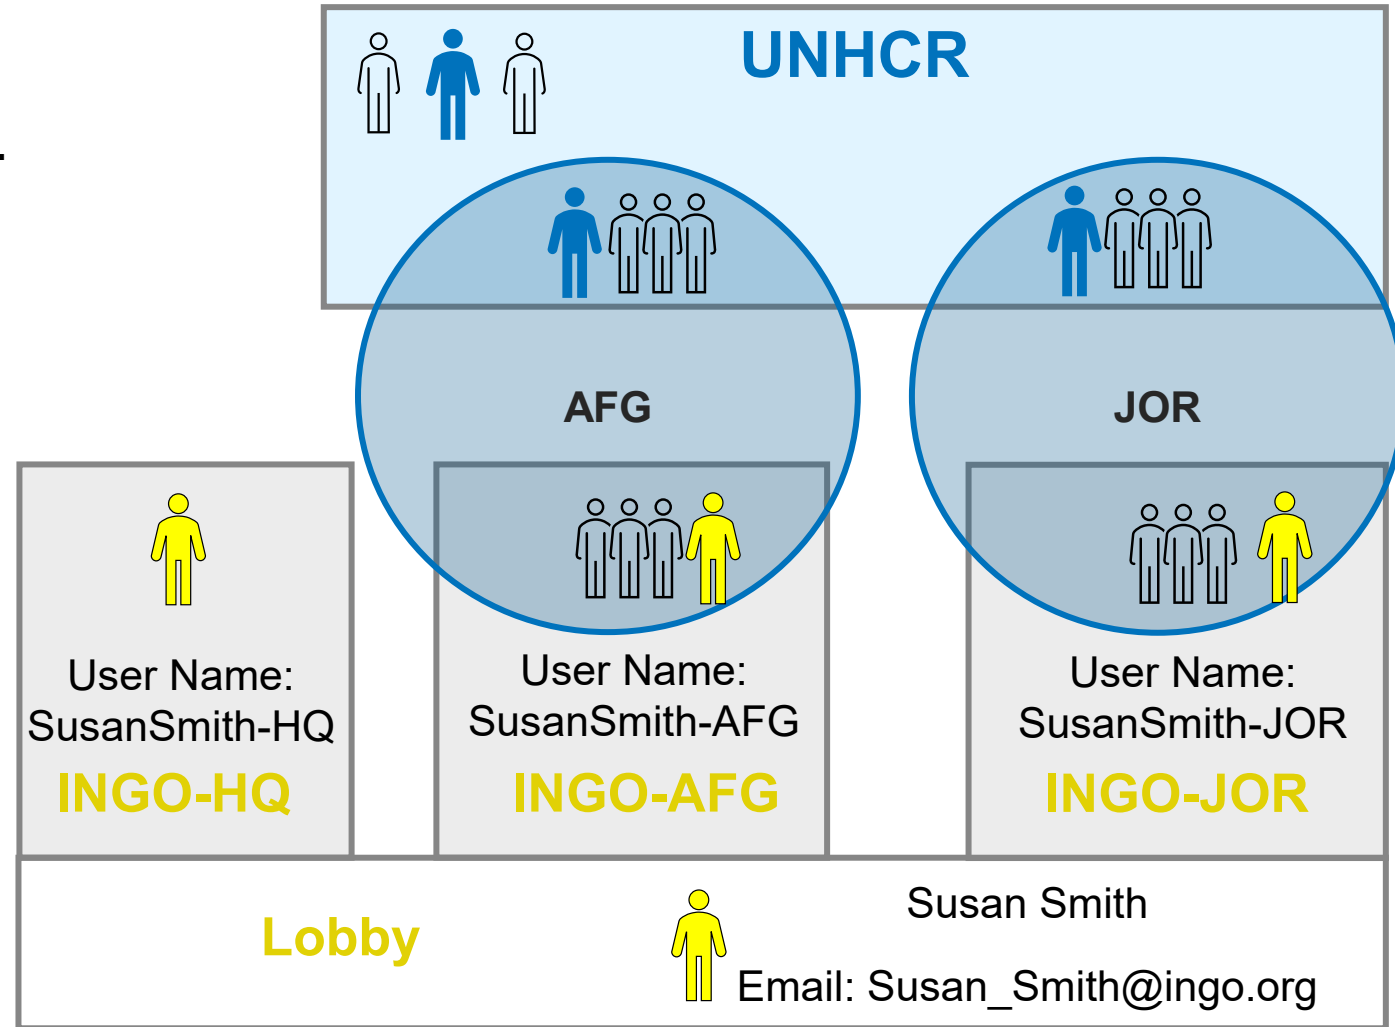 UNHCR
.
AFG
JOR
User Name:
SusanSmith-HQ
INGO-HQ
User Name:
SusanSmith-AFG
INGO-AFG
User Name:
SusanSmith-JOR
INGO-JOR
Lobby
Susan Smith
Email: Susan_Smith@ingo.org